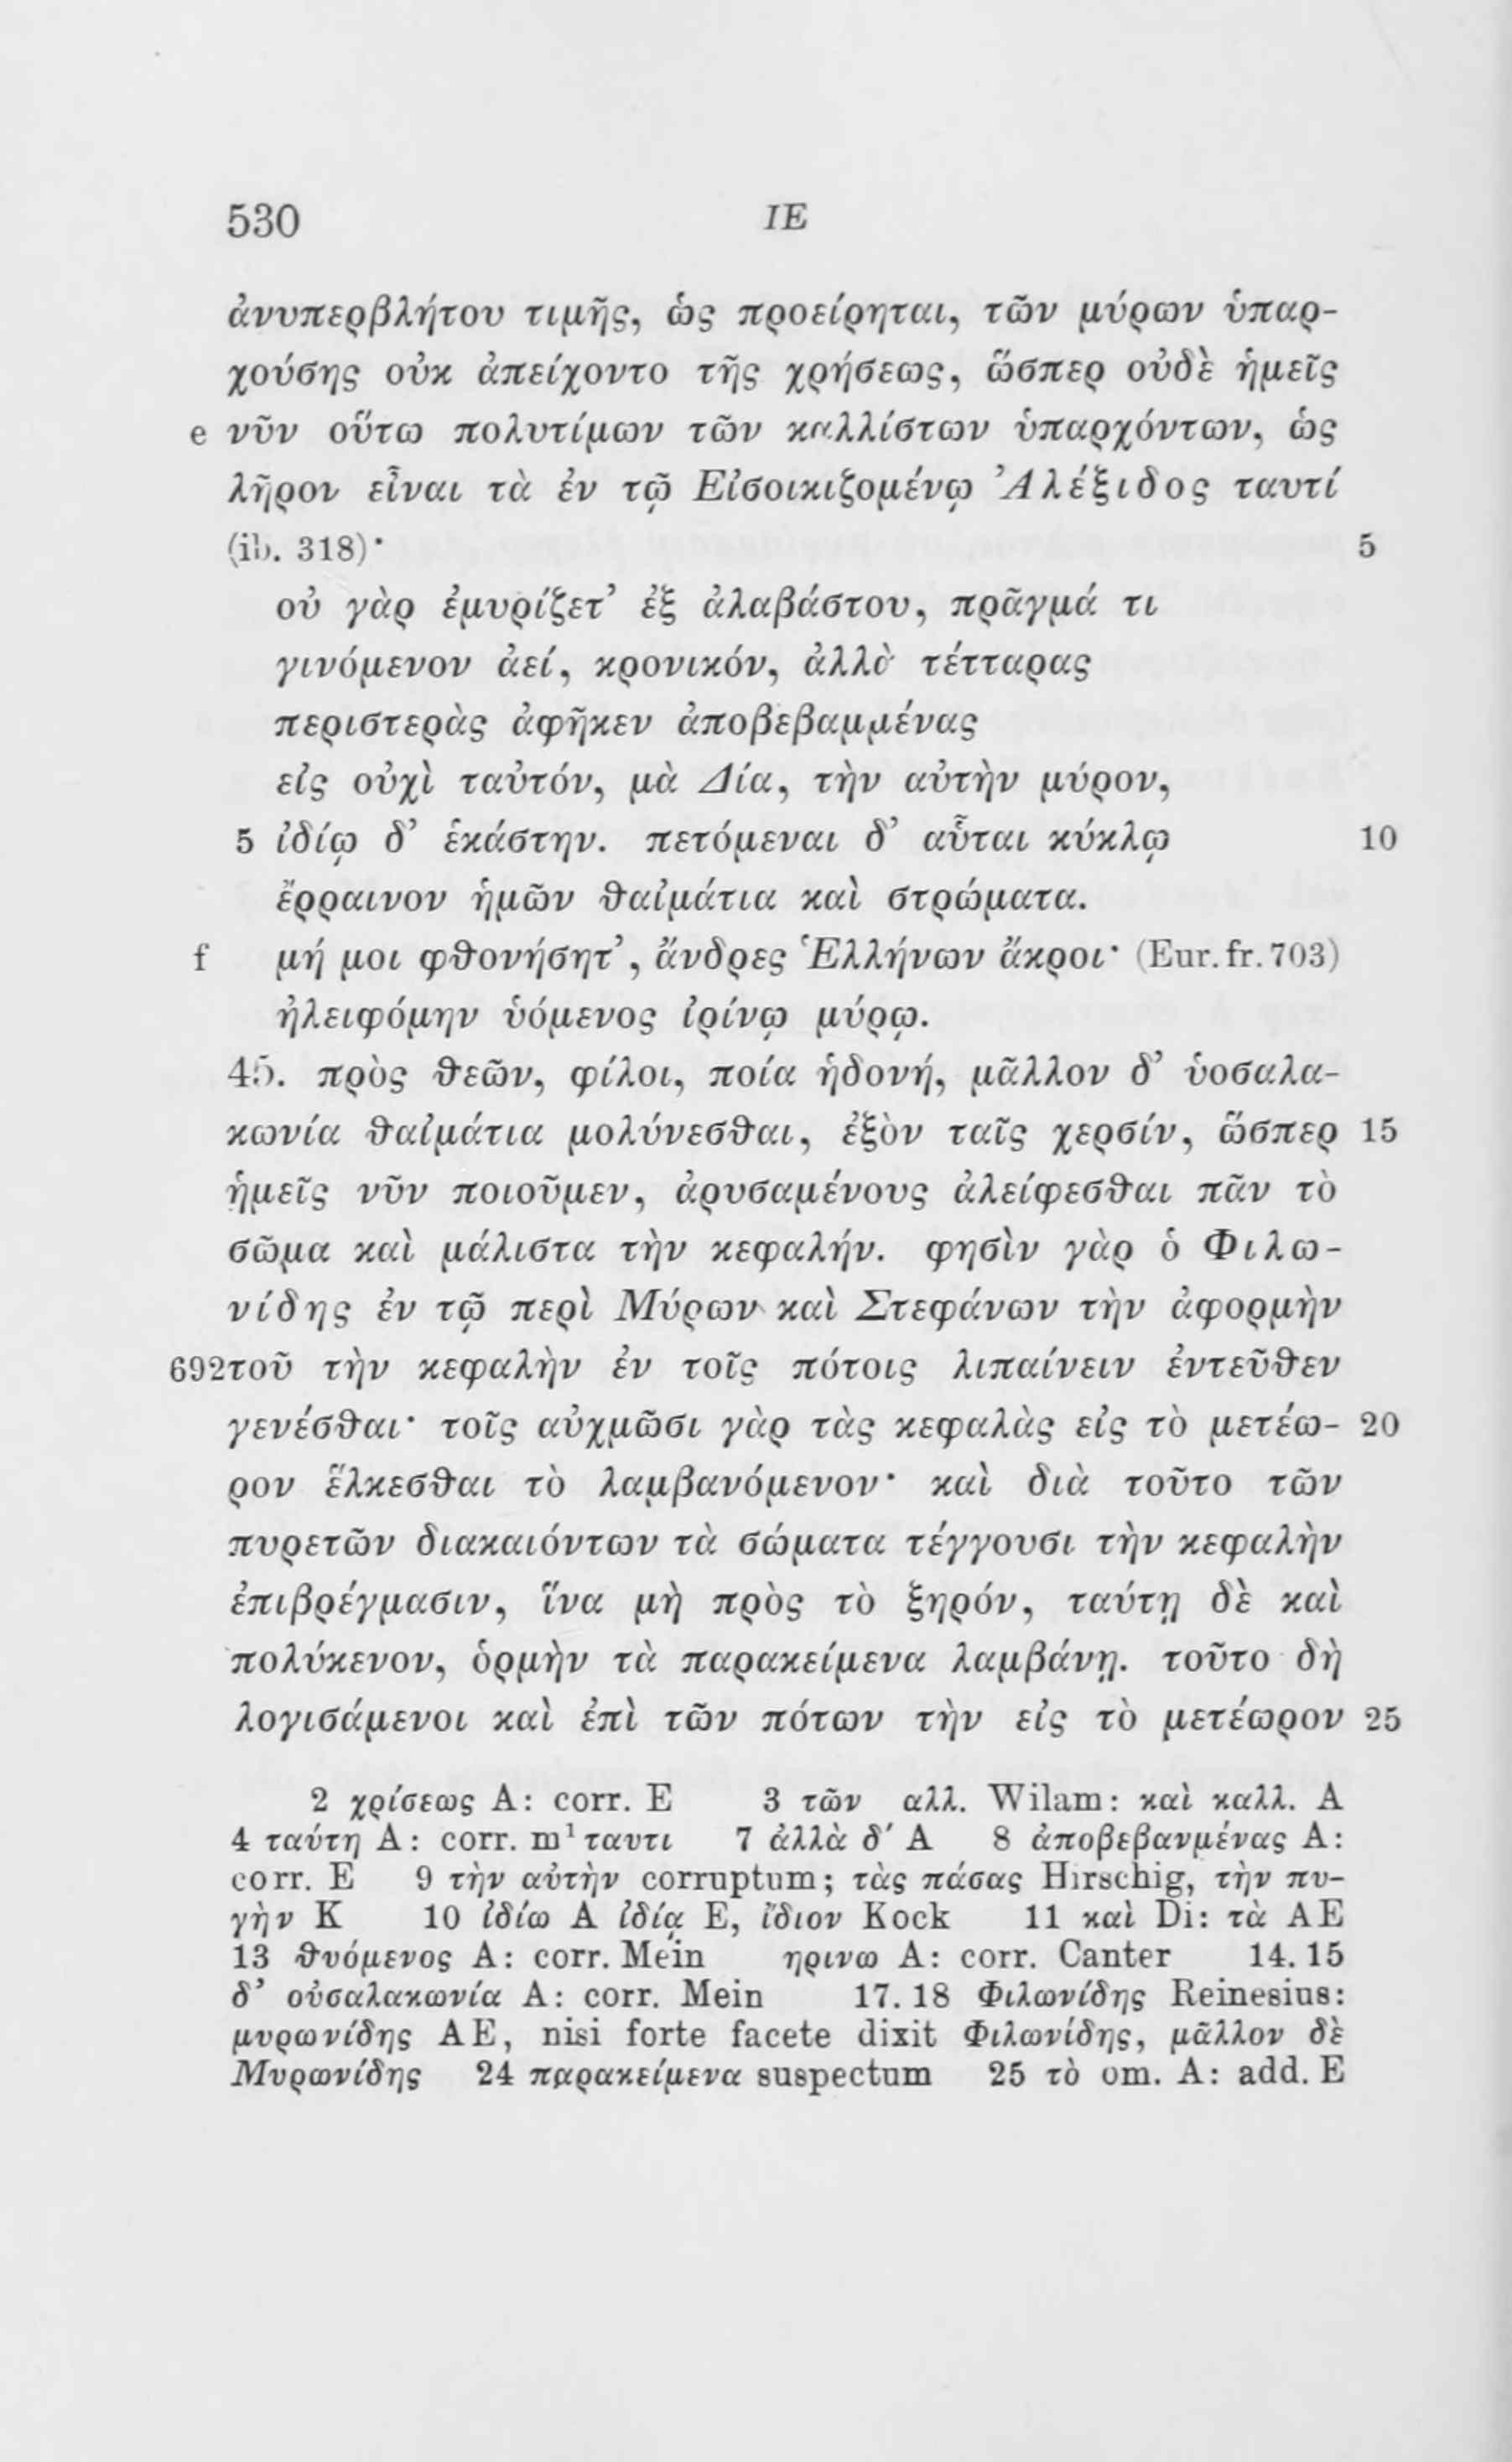 530 ΙΕ
ἀνυπερβλήτου τιμῆς, ὡς προείρηται, τῶν μύρων ὑπαρ-
χούσης οὐκ ἀπείχοντο τῆς χρήσεως, ὥσπερ οὐδὲ ἡμεῖς
e νῦν οὕτω πολυτίμων τῶν καλλίστων ὑπαρχόντων, ὡς
λῆρον εἶναι τὰ ἐν τῷ Εἰσοικιζομένῳ Ἀλέξιδος ταυτί
(ib. 318)· 5
οὐ γὰρ ἐμυρίζετ’ ἐξ ἀλαβάστου, πρᾶγμά τι
γινόμενον ἀεί, κρονικόν, ἀλλὰ τέτταρας
περιστερὰς ἀφῆκεν ἀποβεβαμμένας
εἰς οὐχὶ ταὐτόν, μὰ Δία, τὴν αὐτὴν μύρον,
5 ἰδίῳ δ’ ἑκάστην. πετόμεναι δ’ αὗται κύκλῳ 10
ἔρραινον ἡμῶν θαἰμάτια καὶ στρώματα.
f μή μοι φθονήσητ’, ἄνδρες Ἑλλήνων ἄκροι· (Eur. fr. 703)
ἠλειφόμην ὑόμενος ἰρίνῳ μύρῳ.
45. πρὸς θεῶν, φίλοι, ποία ἡδονή, μᾶλλον δ’ ὑοσαλα-
κωνία θαἰμάτια μολύνεσθαι, ἐξὸν ταῖς χερσίν, ὥσπερ 15
ἡμεῖς νῦν ποιοῦμεν, ἀρυσαμένους ἀλείφεσθαι πᾶν τὸ
σῶμα καὶ μάλιστα τὴν κεφαλήν. φησὶν γὰρ ὁ Φιλω-
νίδης ἐν τῷ περὶ Μύρων καὶ Στεφάνων τὴν ἀφορμὴν
692 τοῦ τὴν κεφαλὴν ἐν τοῖς πότοις λιπαίνειν ἐντεῦθεν
γενέσθαι· τοῖς αὐχμῶσι γὰρ τὰς κεφαλὰς εἰς τὸ μετέω- 20
ρον ἕλκεσθαι τὸ λαμβανόμενον· καὶ διὰ τοῦτο τῶν
πυρετῶν διακαιόντων τὰ σώματα τέγγουσι τὴν κεφαλὴν
ἐπιβρέγμασιν, ἵνα μὴ πρὸς τὸ ξηρόν, ταύτῃ δὲ καὶ
πολύκενον, ὁρμὴν τὰ παρακείμενα λαμβάνῃ. τοῦτο δὴ
λογισάμενοι καὶ ἐπὶ τῶν πότων τὴν εἰς τὸ μετέωρον 25
2 χρίσεως A: corr. E 3 τῶν αλλ. Wilam: καὶ καλλ. A
4 ταύτη A: corr. m¹ ταυτι 7 ἀλλὰ δ’ A 8 ἀποβεβανμένας A:
corr. E 9 τὴν αὐτὴν corruptum; τὰς πάσας Hirschig, τὴν πυ-
γὴν K 10 ἰδίω A ἰδίᾳ E, ἴδιον Kock 11 καὶ Di: τὰ AE
13 θυόμενος A: corr. Mein ηρινω A: corr. Canter 14. 15
δ’ οὐσαλακωνία A: corr. Mein 17. 18 Φιλωνίδης Reinesius:
μυρωνίδης AE, nisi forte facete dixit Φιλωνίδης, μᾶλλον δὲ
Μυρωνίδης 24 παρακείμενα suspectum 25 τὸ om. A: add. E